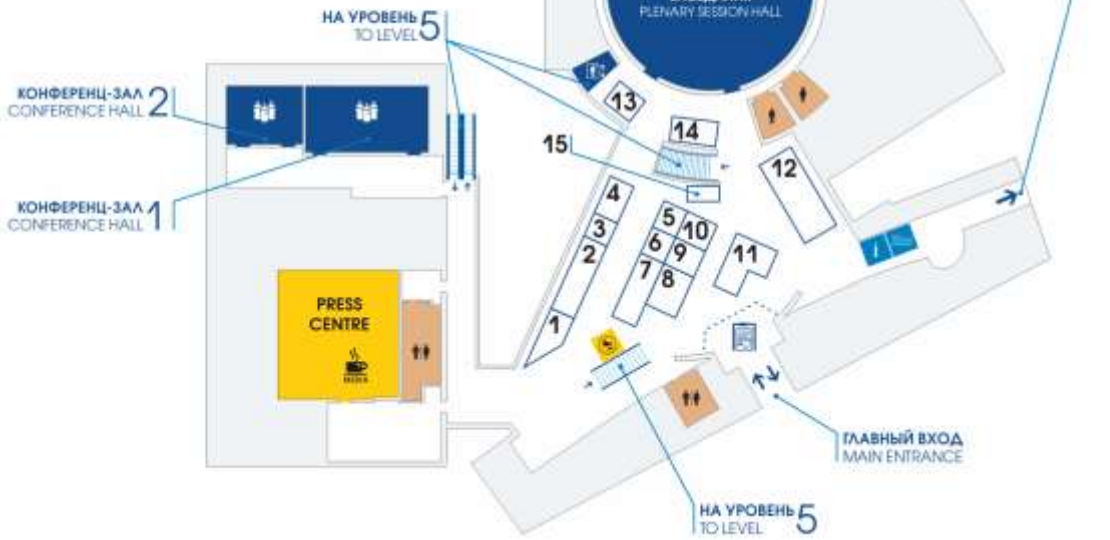 PLENARY SESSION HALL
НА УРОВЕНЬ 5
TO LEVEL
КОНФЕРЕНЦ-ЗАЛ 2
CONFERENCE HALL
КОНФЕРЕНЦ-ЗАЛ 1
CONFERENCE HALL
13
14
15
12
4
3
2
1
5
10
6
9
7
8
11
PRESS
CENTRE
MEDIA
ГЛАВНЫЙ ВХОД
MAIN ENTRANCE
НА УРОВЕНЬ 5
TO LEVEL